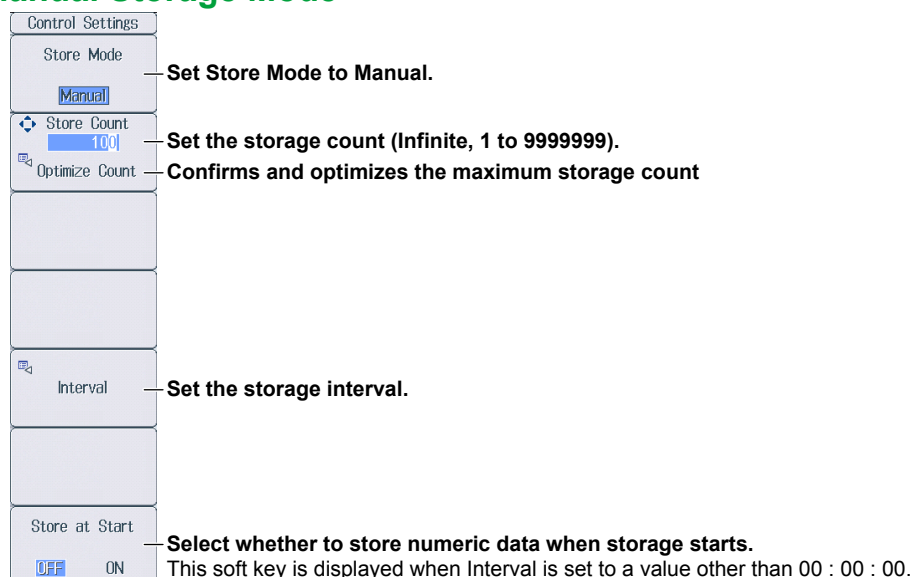 Manual Storage Mode
Control Settings
Store Mode
Manual
Set Store Mode to Manual.
Store Count
100
Set the storage count (Infinite, 1 to 9999999).
Optimize Count
Confirms and optimizes the maximum storage count
Interval
Set the storage interval.
Store at Start
OFF ON
Select whether to store numeric data when storage starts.
This soft key is displayed when Interval is set to a value other than 00 : 00 : 00.